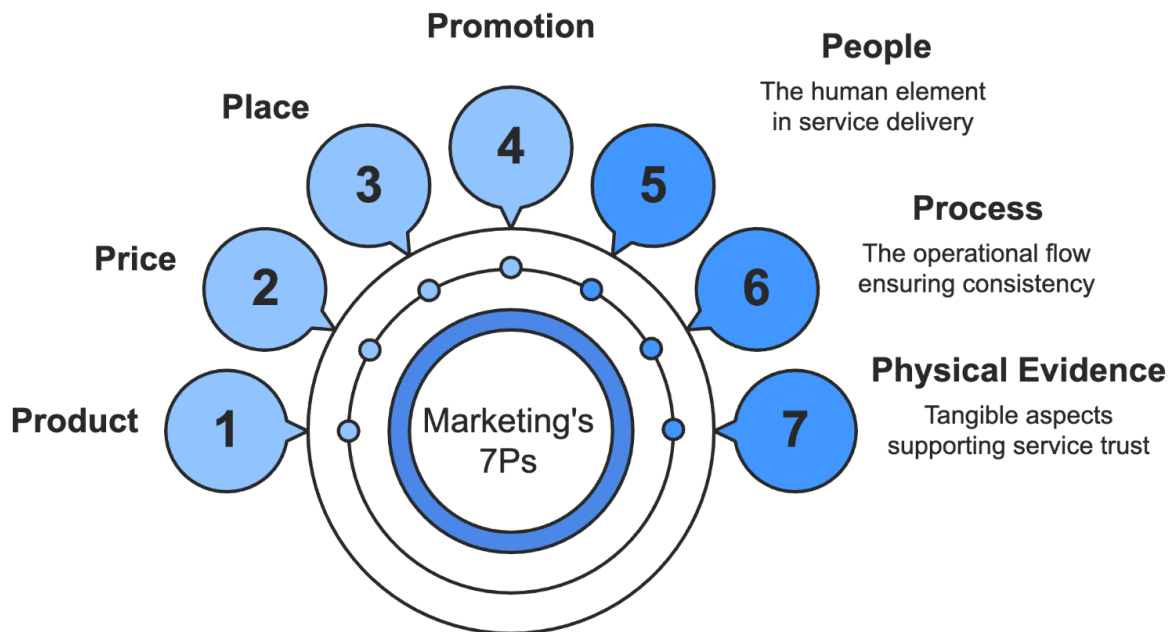 Promotion
4
People
The human element
in service delivery
Place
3
5
Price
2
Process
The operational flow
ensuring consistency
6
Product
1
Marketing's
7Ps
Physical Evidence
Tangible aspects
supporting service trust
7